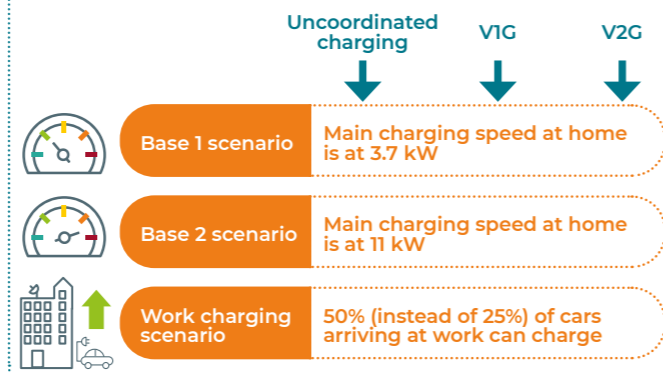 Uncoordinated
charging
V1G
V2G
Base 1 scenario
Main charging speed at home
is at 3.7 kW
Base 2 scenario
Main charging speed at home
is at 11 kW
Work charging
scenario
50% (instead of 25%) of cars
arriving at work can charge